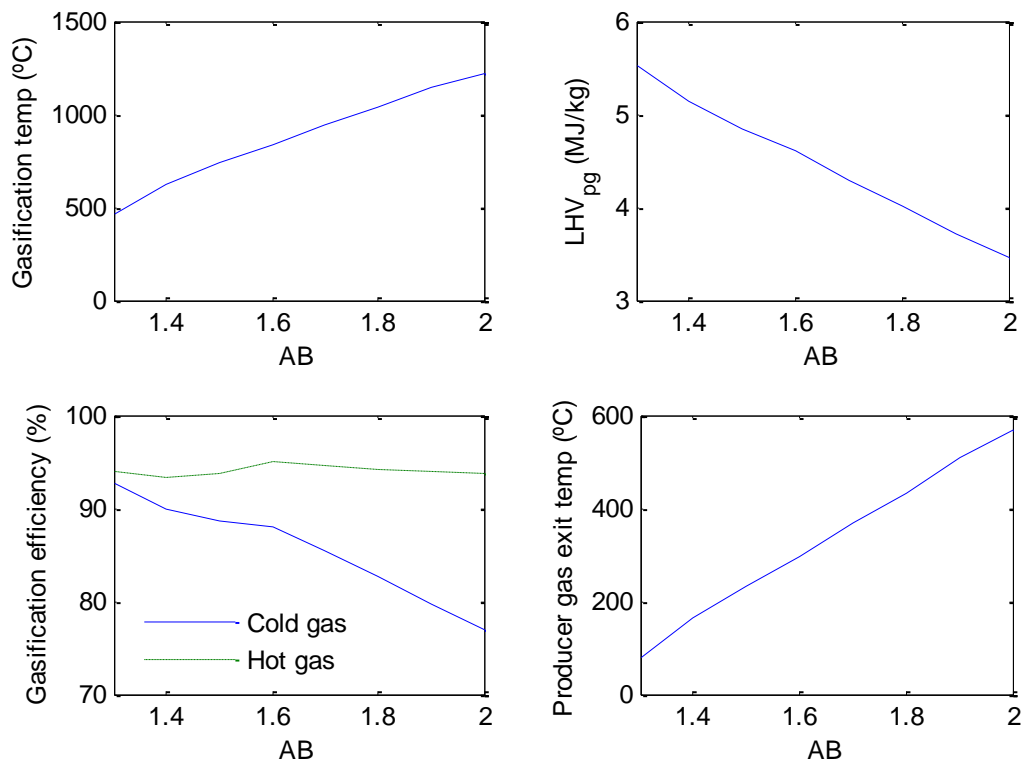 Gasification temp (ºC)
1500
1000
500
0
1.4 1.6 1.8 2
AB
LHVpg (MJ/kg)
6
5
4
3
1.4 1.6 1.8 2
AB
Gasification efficiency (%)
100
90
80
70
Cold gas
Hot gas
1.4 1.6 1.8 2
AB
Producer gas exit temp (ºC)
600
400
200
0
1.4 1.6 1.8 2
AB